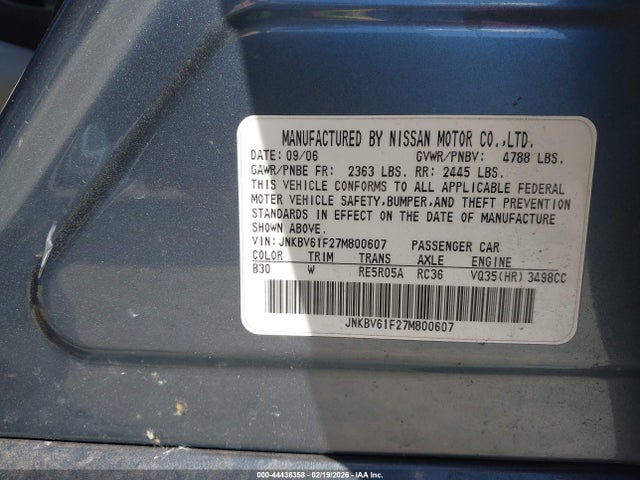 MANUFACTURED BY NISSAN MOTOR CO.,LTD.
DATE: 09/06 GVWR/PNBV: 4788 LBS.
GAWR/PNBE FR: 2363 LBS. RR: 2445 LBS.
THIS VEHICLE CONFORMS TO ALL APPLICABLE FEDERAL
MOTOR VEHICLE SAFETY,BUMPER,AND THEFT PREVENTION
STANDARDS IN EFFECT ON THE DATE OF MANUFACTURE
SHOWN ABOVE.
VIN: JNKBV61F27M800607 PASSENGER CAR
COLOR TRIM TRANS AXLE ENGINE
B30 W RE5R05A RC36 VQ35(HR) 3498CC
JNKBV61F27M800607
000-44438358 - 02/19/2026 - IAA Inc.